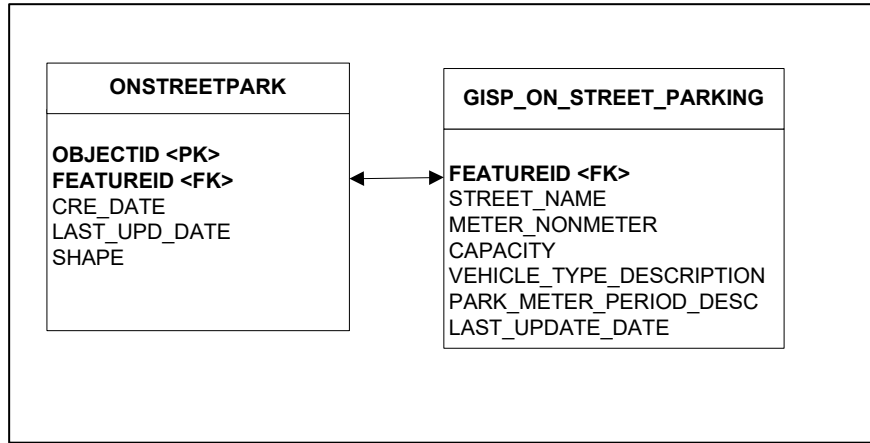 ONSTREETPARK
OBJECTID <PK>
FEATUREID <FK>
CRE_DATE
LAST_UPD_DATE
SHAPE
GISP_ON_STREET_PARKING
FEATUREID <FK>
STREET_NAME
METER_NONMETER
CAPACITY
VEHICLE_TYPE_DESCRIPTION
PARK_METER_PERIOD_DESC
LAST_UPDATE_DATE